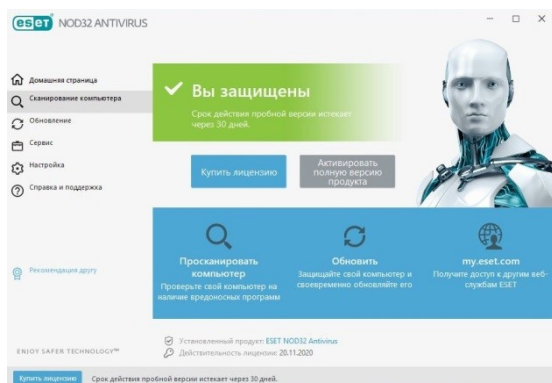 eset NOD32 ANTIVIRUS
Домашняя страница
Сканирование компьютера
Обновление
Сервис
Настройка
Справка и поддержка
Рекомендация другу
ENJOY SAFER TECHNOLOGY™
Вы защищены
Срок действия пробной версии истекает
через 30 дней.
Купить лицензию
Активировать
полную версию
продукта
Просканировать
компьютер
Проверьте свой компьютер на
наличие вредоносных программ
Обновить
Защищайте свой компьютер и
своевременно обновляйте его
my.eset.com
Получите доступ к другим веб-
службам ESET
Установленный продукт: ESET NOD32 Antivirus
Действительность лицензии: 20.11.2020
Купить лицензию
Срок действия пробной версии истекает через 30 дней.